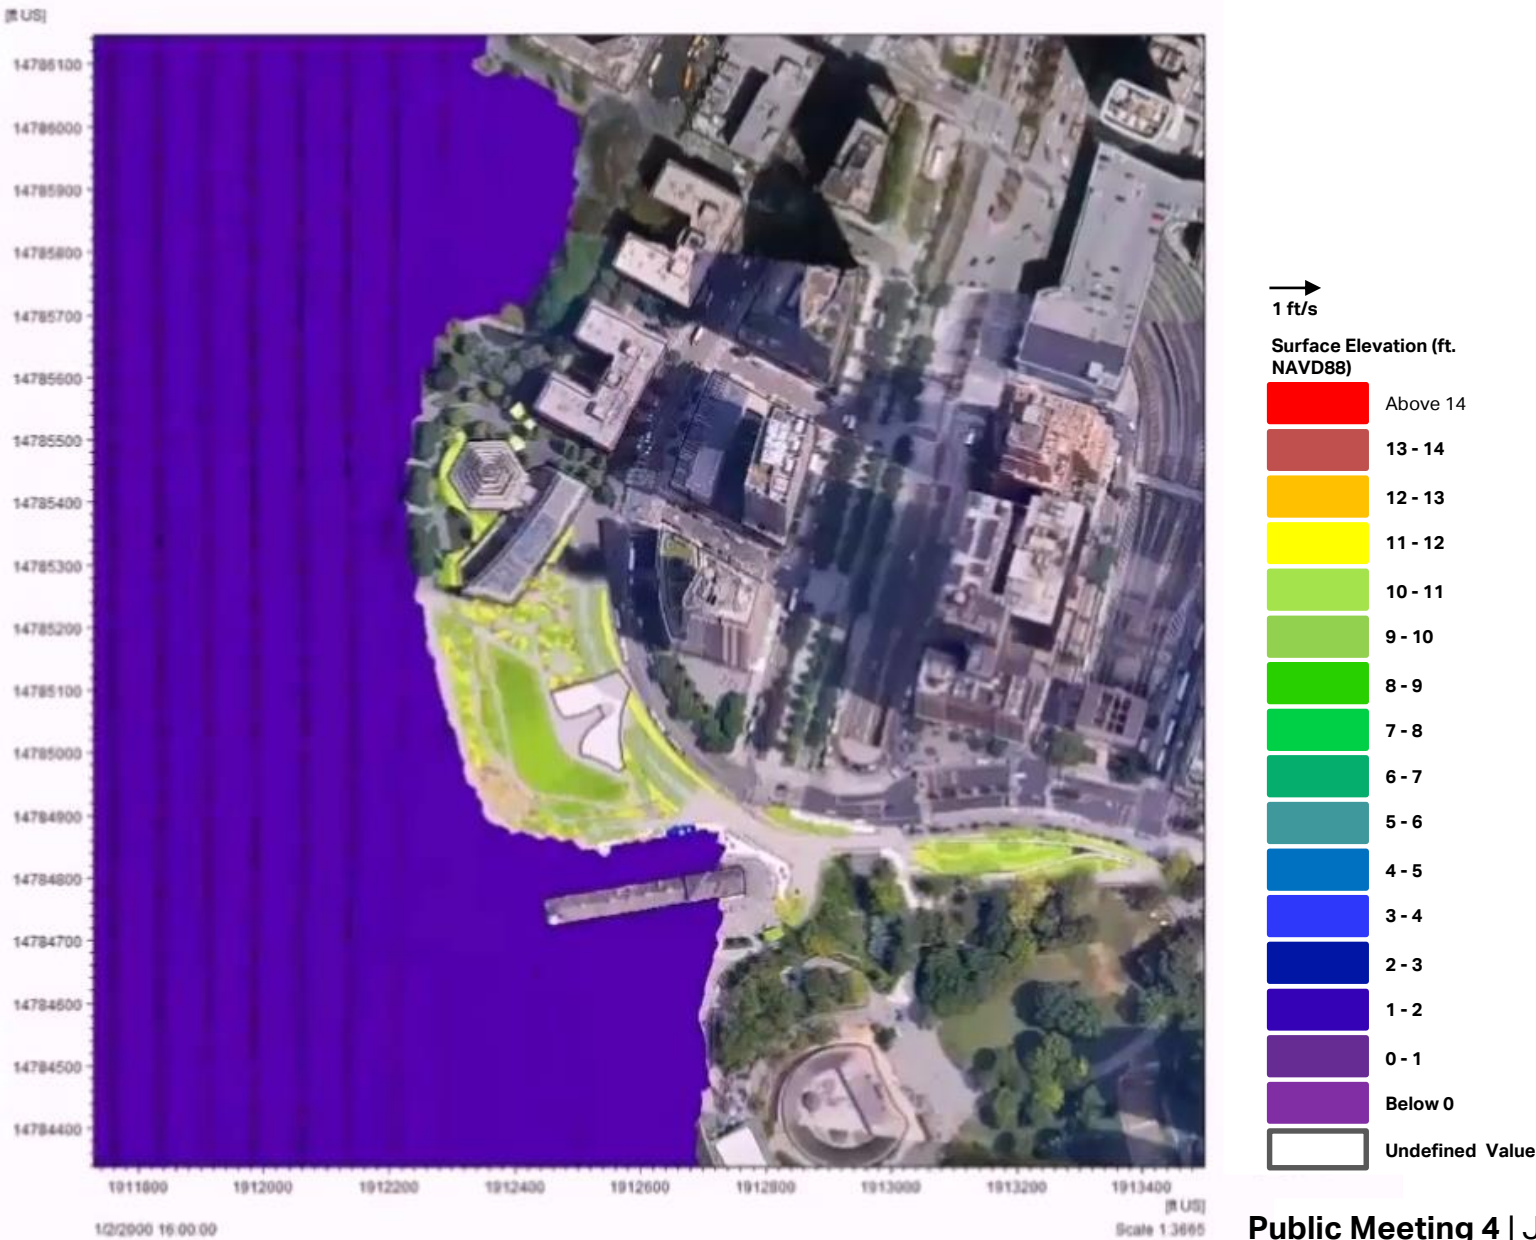 [ft US]
14786100
14786000
14785900
14785800
14785700
14785600
14785500
14785400
14785300
14785200
14785100
14785000
14784900
14784800
14784700
14784600
14784500
14784400
1911800
1912000
1912200
1912400
1912600
1912800
1913000
1913200
1913400
[ft US]
1/2/2000 16:00:00
Scale 1:3665
1 ft/s
Surface Elevation (ft.
NAVD88)
Above 14
13 - 14
12 - 13
11 - 12
10 - 11
9 - 10
8 - 9
7 - 8
6 - 7
5 - 6
4 - 5
3 - 4
2 - 3
1 - 2
0 - 1
Below 0
Undefined Value
Public Meeting 4 | J